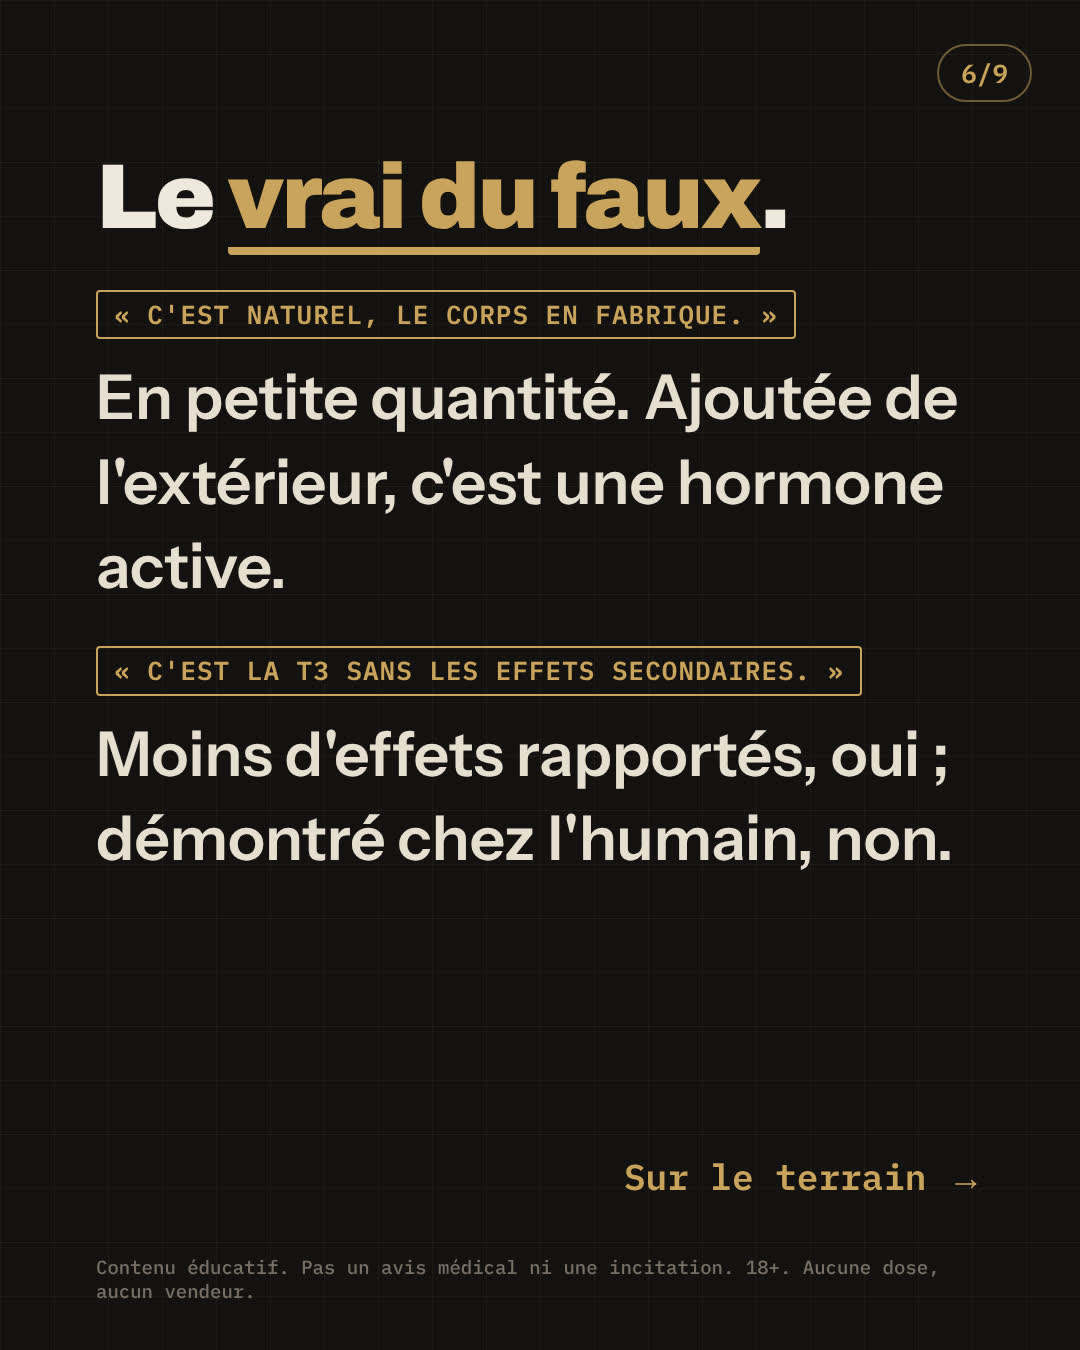 6/9
Le vrai du faux.
« C'EST NATUREL, LE CORPS EN FABRIQUE. »
En petite quantité. Ajoutée de
l'extérieur, c'est une hormone
active.
« C'EST LA T3 SANS LES EFFETS SECONDAIRES. »
Moins d'effets rapportés, oui ;
démontré chez l'humain, non.
Sur le terrain →
Contenu éducatif. Pas un avis médical ni une incitation. 18+. Aucune dose,
aucun vendeur.